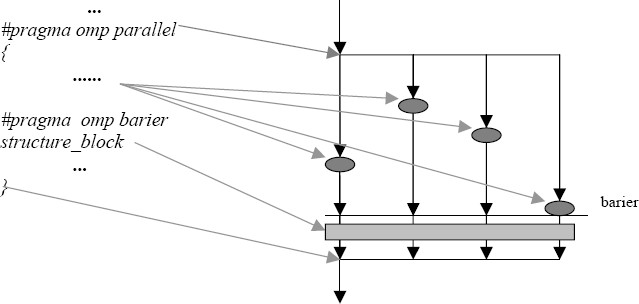 ...
#pragma omp parallel
{
......
#pragma omp barier
structure_block
...
}
barier